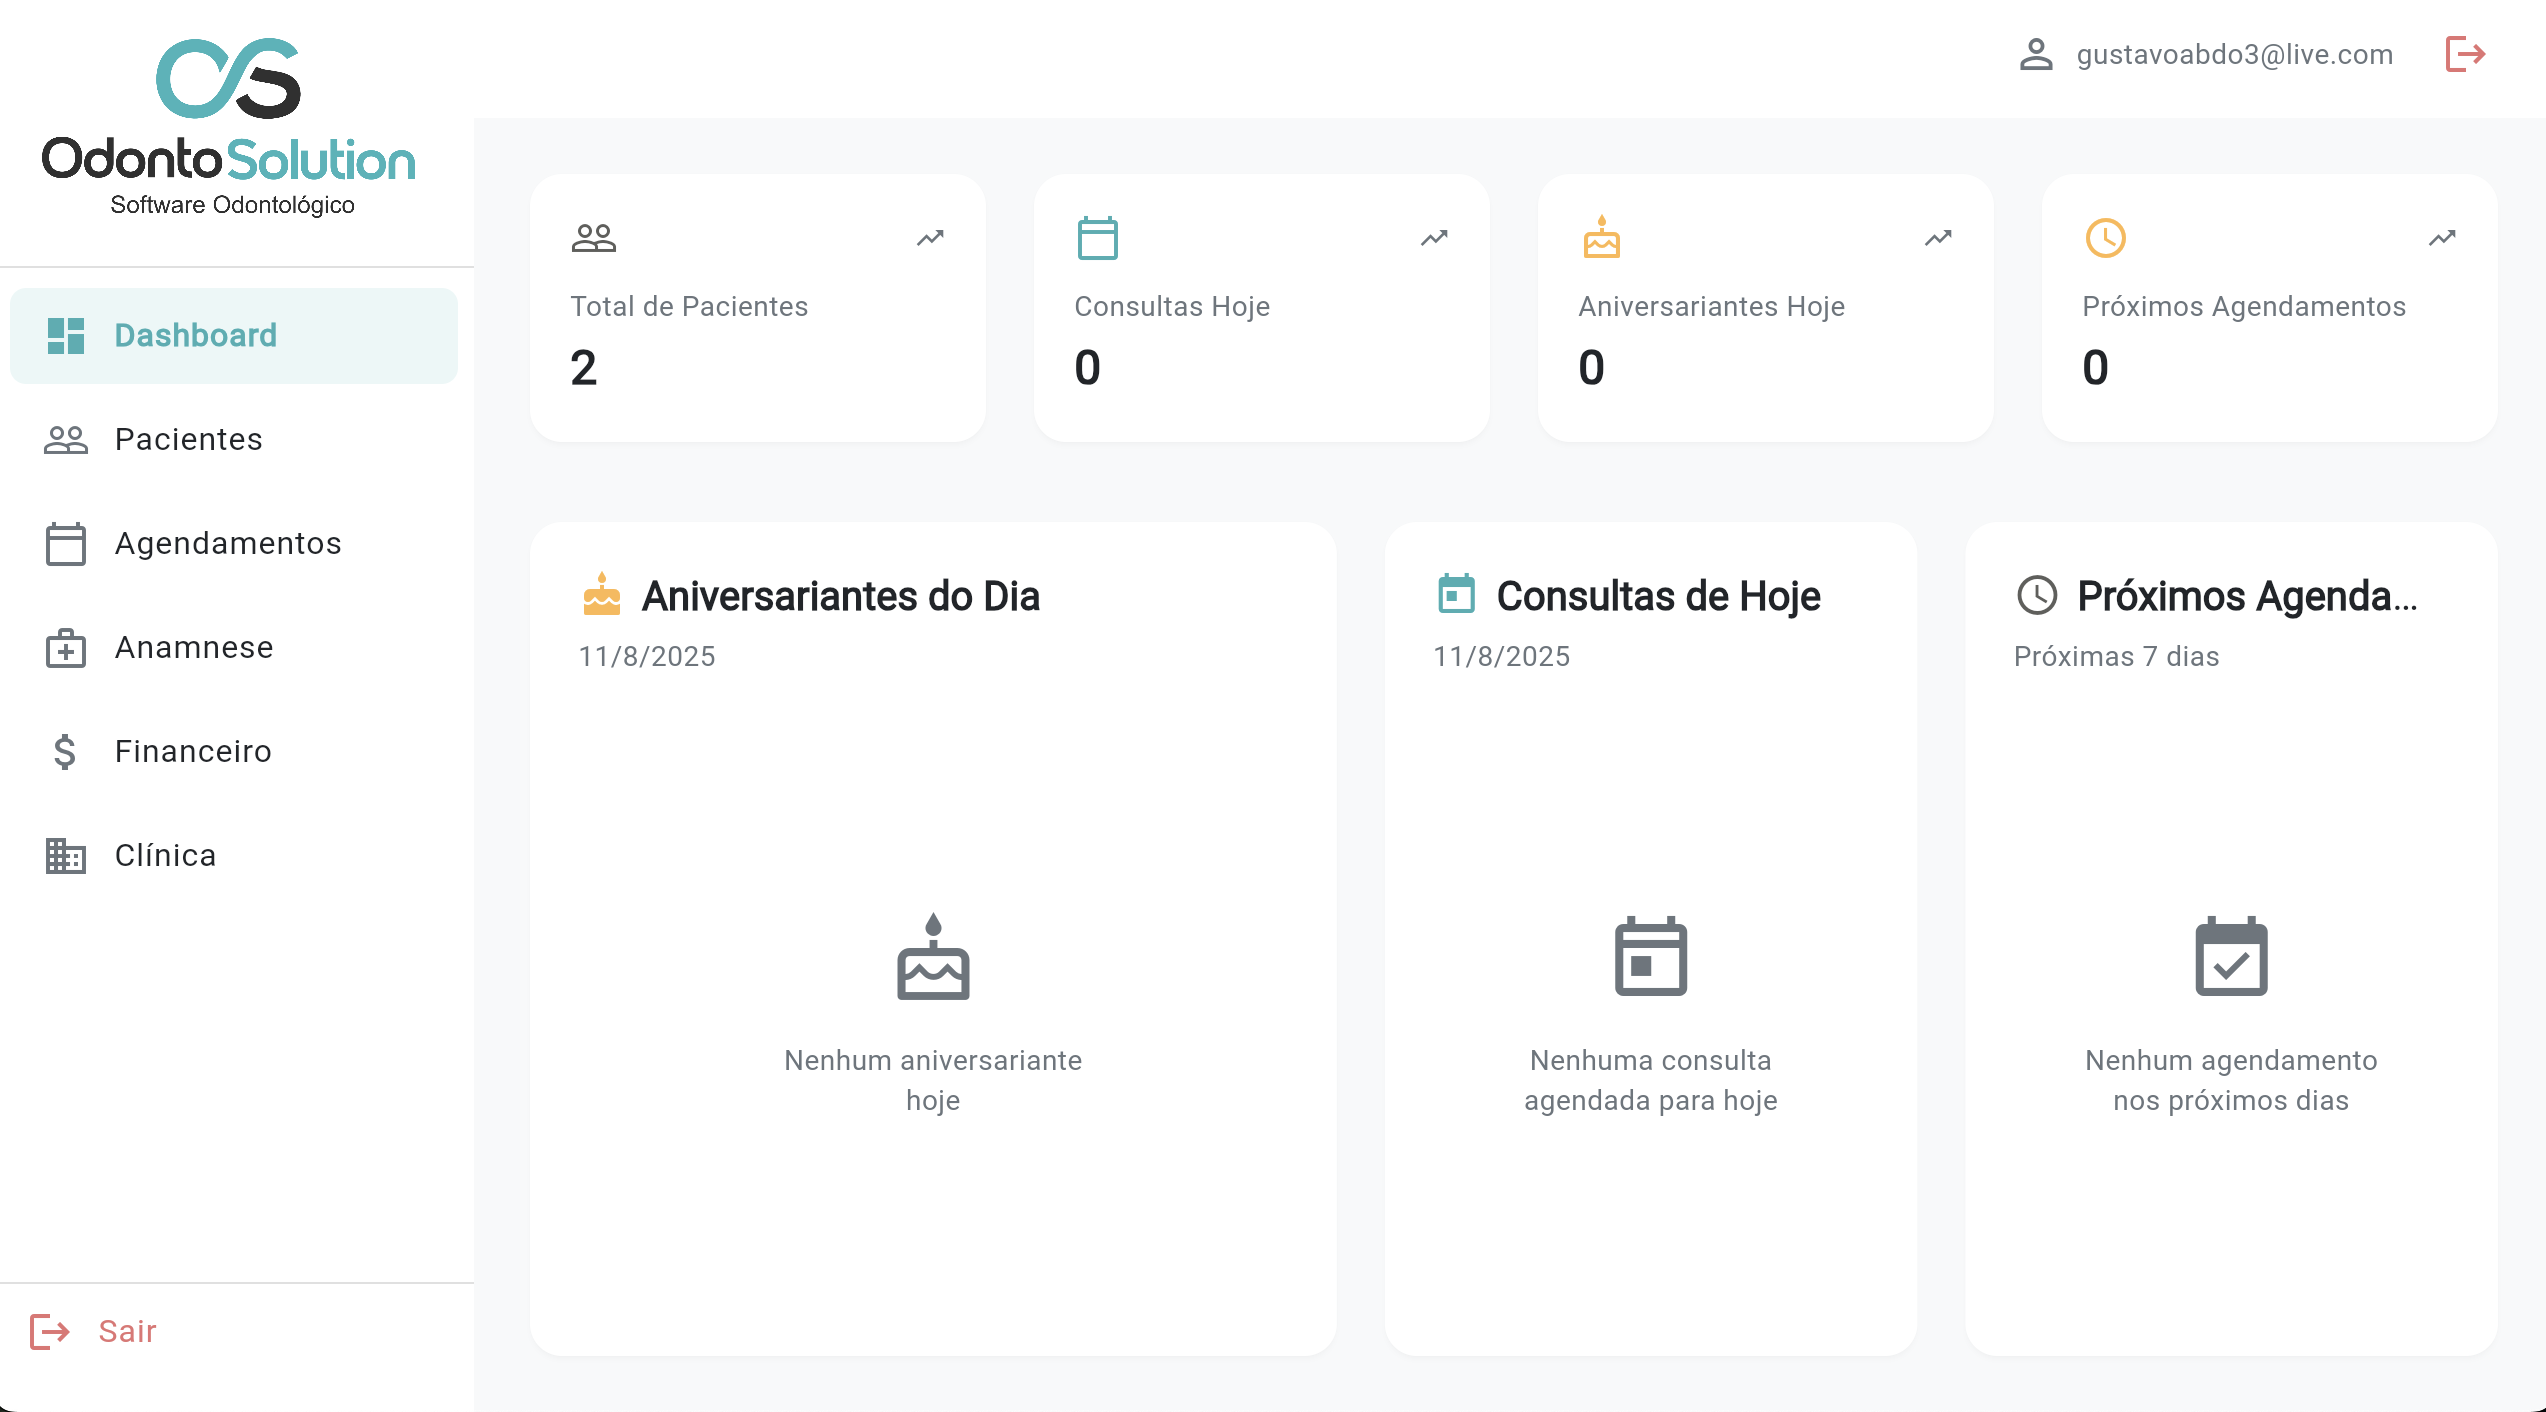 OdontoSolution
Software Odontológico
Dashboard
Pacientes
Agendamentos
Anamnese
Financeiro
Clínica
Sair
gustavoabdo3@live.com
Total de Pacientes
2
Consultas Hoje
0
Aniversariantes Hoje
0
Próximos Agendamentos
0
Aniversariantes do Dia
11/8/2025
Nenhum aniversariante
hoje
Consultas de Hoje
11/8/2025
Nenhuma consulta
agendada para hoje
Próximos Agenda...
Próximas 7 dias
Nenhum agendamento
nos próximos dias